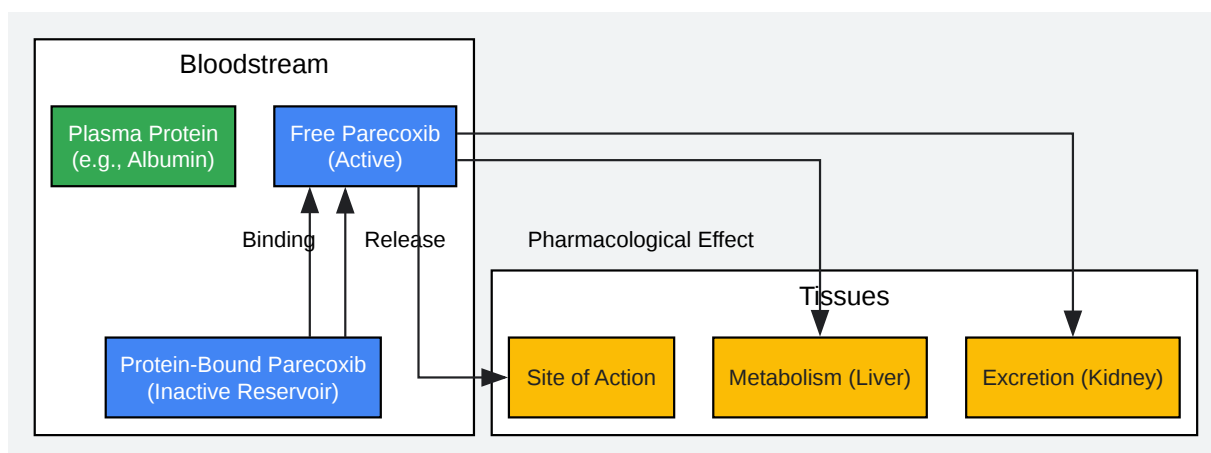 Bloodstream
Plasma Protein
(e.g., Albumin)
Free Parecoxib
(Active)
Binding
Release
Pharmacological Effect
Tissues
Protein-Bound Parecoxib
(Inactive Reservoir)
Site of Action
Metabolism (Liver)
Excretion (Kidney)